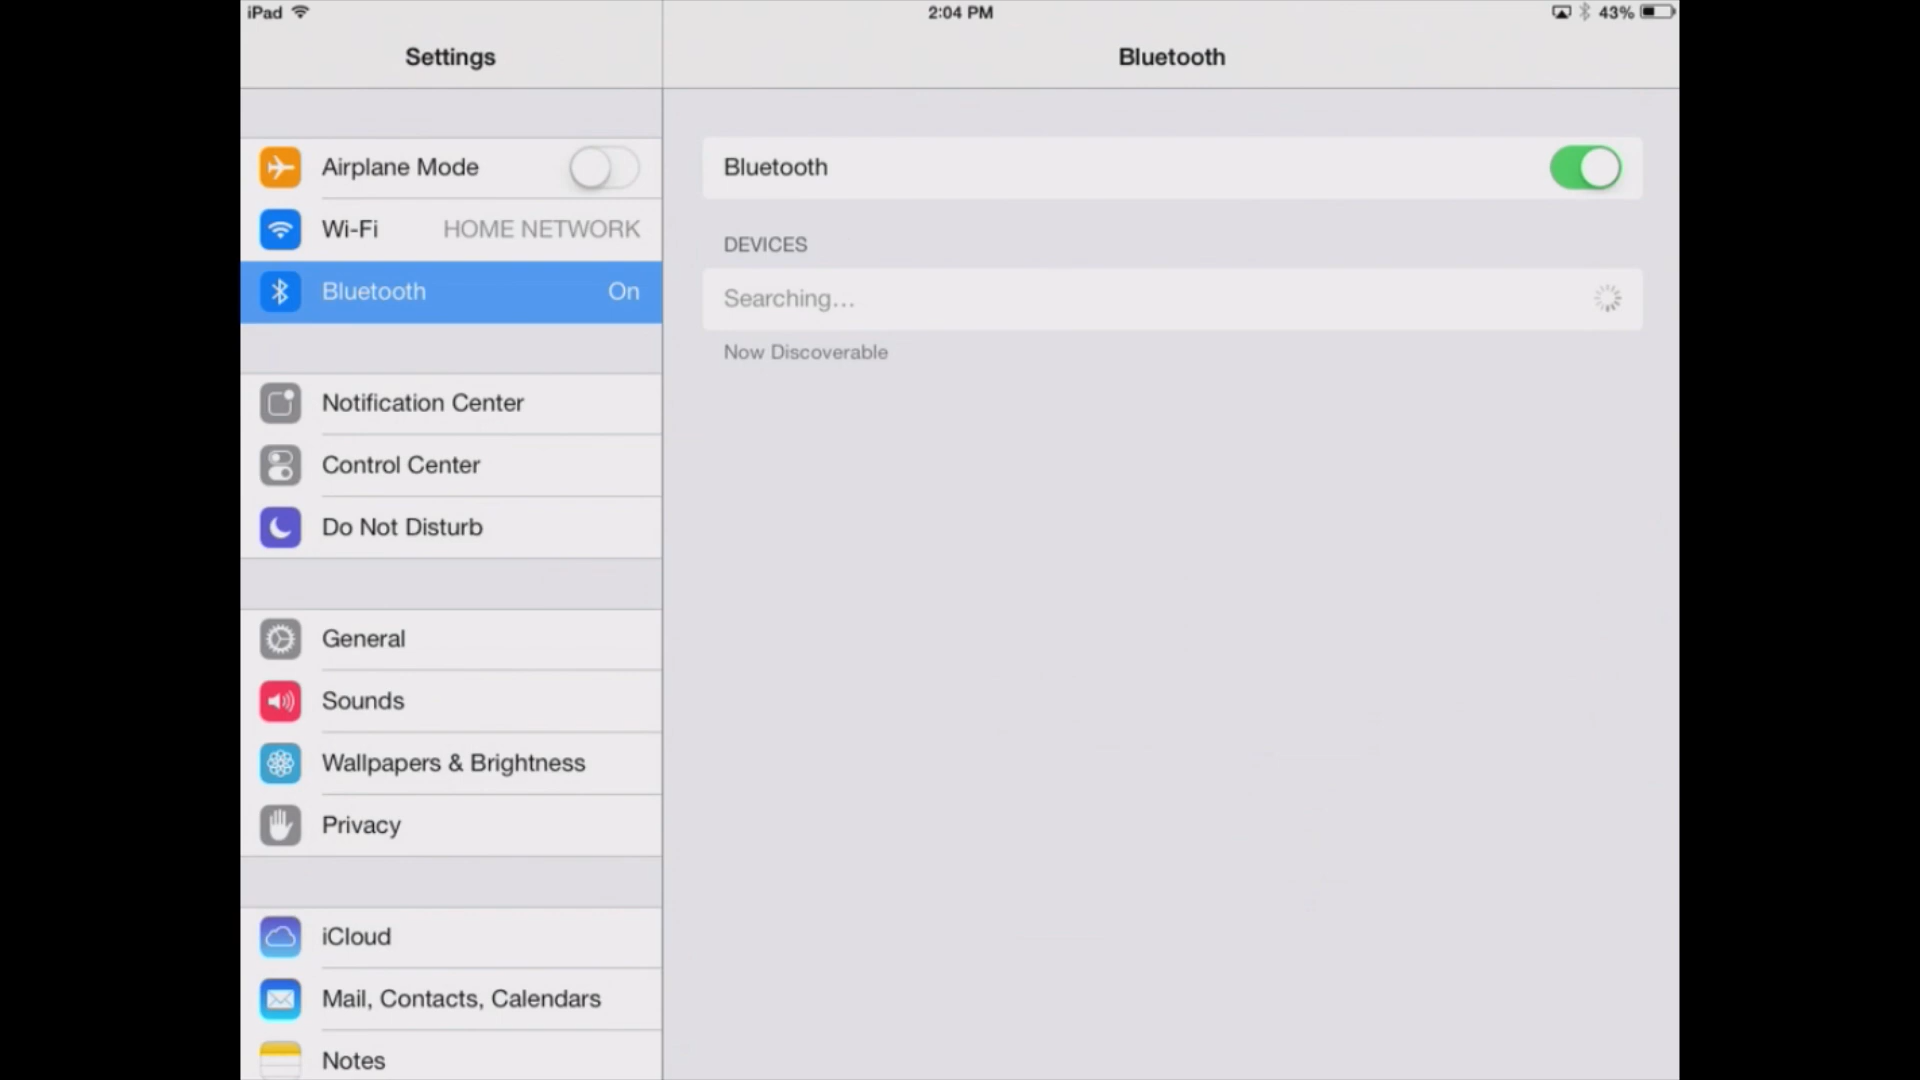 iPad 2:04 PM 43%
Settings
Bluetooth
Airplane Mode
Wi-Fi HOME NETWORK
Bluetooth On
Notification Center
Control Center
Do Not Disturb
General
Sounds
Wallpapers & Brightness
Privacy
iCloud
Mail, Contacts, Calendars
Notes
Bluetooth
DEVICES
Searching...
Now Discoverable